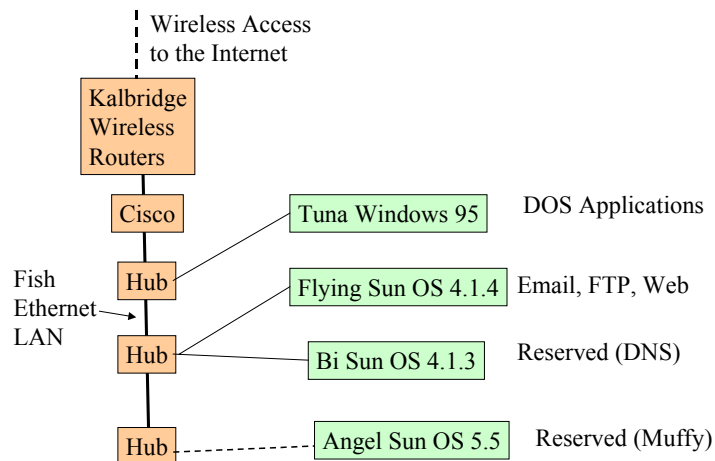 Wireless Access
to the Internet
Kalbridge
Wireless
Routers
Cisco
Tuna Windows 95
DOS Applications
Hub
Fish
Ethernet
LAN
Flying Sun OS 4.1.4
Email, FTP, Web
Hub
Bi Sun OS 4.1.3
Reserved (DNS)
Hub
Angel Sun OS 5.5
Reserved (Muffy)